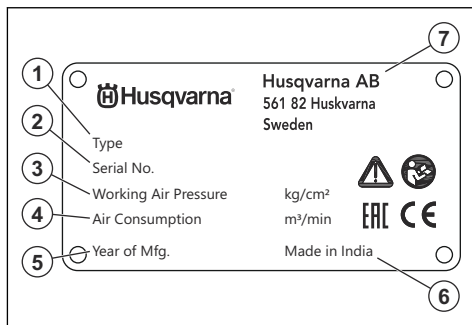 7
1
Husqvarna
Husqvarna AB
561 82 Huskvarna
Sweden
2
Type
Serial No.
3
Working Air Pressure kg/cm²
4
Air Consumption m³/min
EAC CE
5
Year of Mfg. Made in India
6